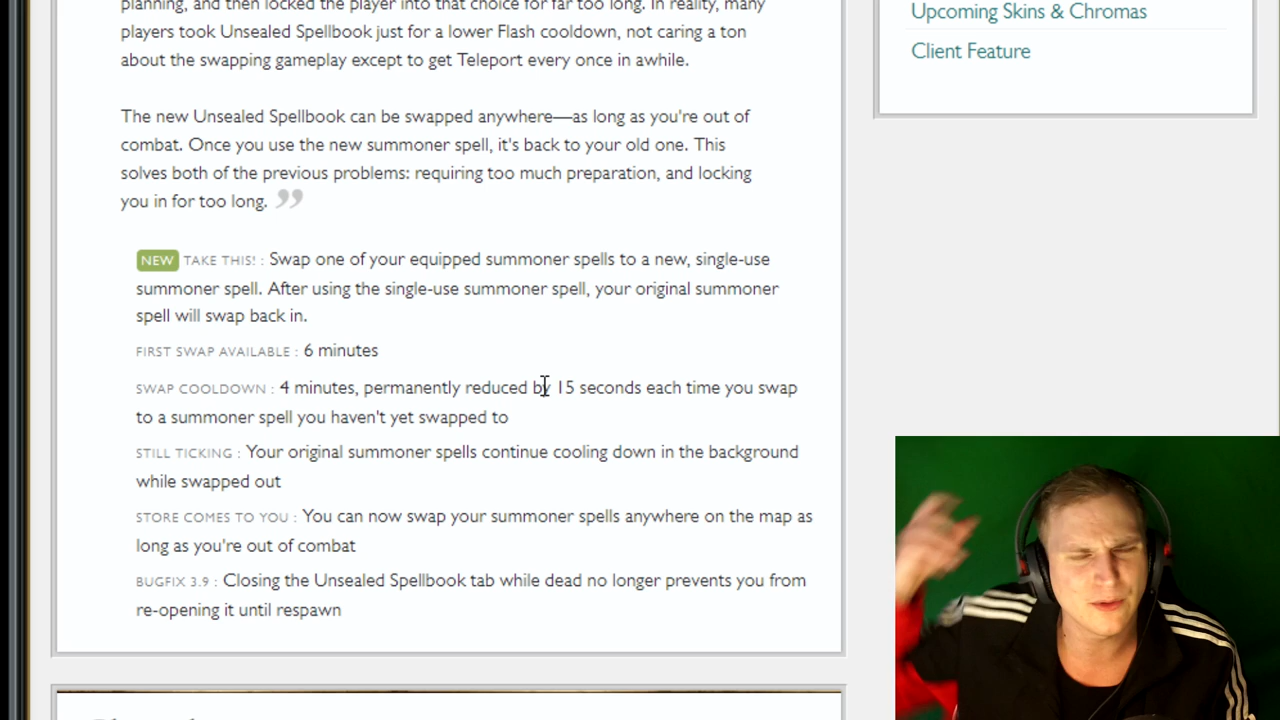 planning, and then locked the player into that choice for far too long. In reality, many
players took Unsealed Spellbook just for a lower Flash cooldown, not caring a ton
about the swapping gameplay except to get Teleport every once in awhile.
The new Unsealed Spellbook can be swapped anywhere—as long as you're out of
combat. Once you use the new summoner spell, it's back to your old one. This
solves both of the previous problems: requiring too much preparation, and locking
you in for too long. ”
NEW TAKE THIS! : Swap one of your equipped summoner spells to a new, single-use
summoner spell. After using the single-use summoner spell, your original summoner
spell will swap back in.
FIRST SWAP AVAILABLE : 6 minutes
SWAP COOLDOWN : 4 minutes, permanently reduced by 15 seconds each time you swap
to a summoner spell you haven't yet swapped to
STILL TICKING : Your original summoner spells continue cooling down in the background
while swapped out
STORE COMES TO YOU : You can now swap your summoner spells anywhere on the map as
long as you're out of combat
BUGFIX 3.9 : Closing the Unsealed Spellbook tab while dead no longer prevents you from
re-opening it until respawn
Upcoming Skins & Chromas
Client Feature